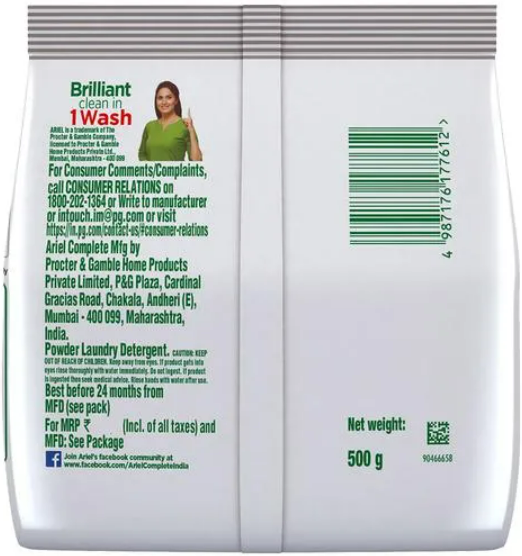 Brilliant
clean in
1 Wash
ARIEL is a trademark of The
Procter & Gamble Company,
licensed to Procter & Gamble
Home Products Private Ltd.,
Mumbai, Maharashtra - 400 099
For Consumer Comments/Complaints,
call CONSUMER RELATIONS on
1800-202-1364 or Write to manufacturer
or intouch.im@pg.com or visit
https://in.pg.com/contact-us/#consumer-relations
Ariel Complete Mfg by
Procter & Gamble Home Products
Private Limited, P&G Plaza, Cardinal
Gracias Road, Chakala, Andheri (E),
Mumbai - 400 099, Maharashtra,
India.
Powder Laundry Detergent. CAUTION: KEEP
OUT OF REACH OF CHILDREN. Keep away from eyes. If product gets into
eyes rinse thoroughly with water immediately. Do not ingest. If product
is ingested then seek medical advice. Rinse hands with water after use.
Best before 24 months from
MFD (see pack)
For MRP ₹ (Incl. of all taxes) and
MFD: See Package
Join Ariel's facebook community at
www.facebook.com/ArielCompleteIndia
4 987176 177612 >
Net weight:
500 g
90466658